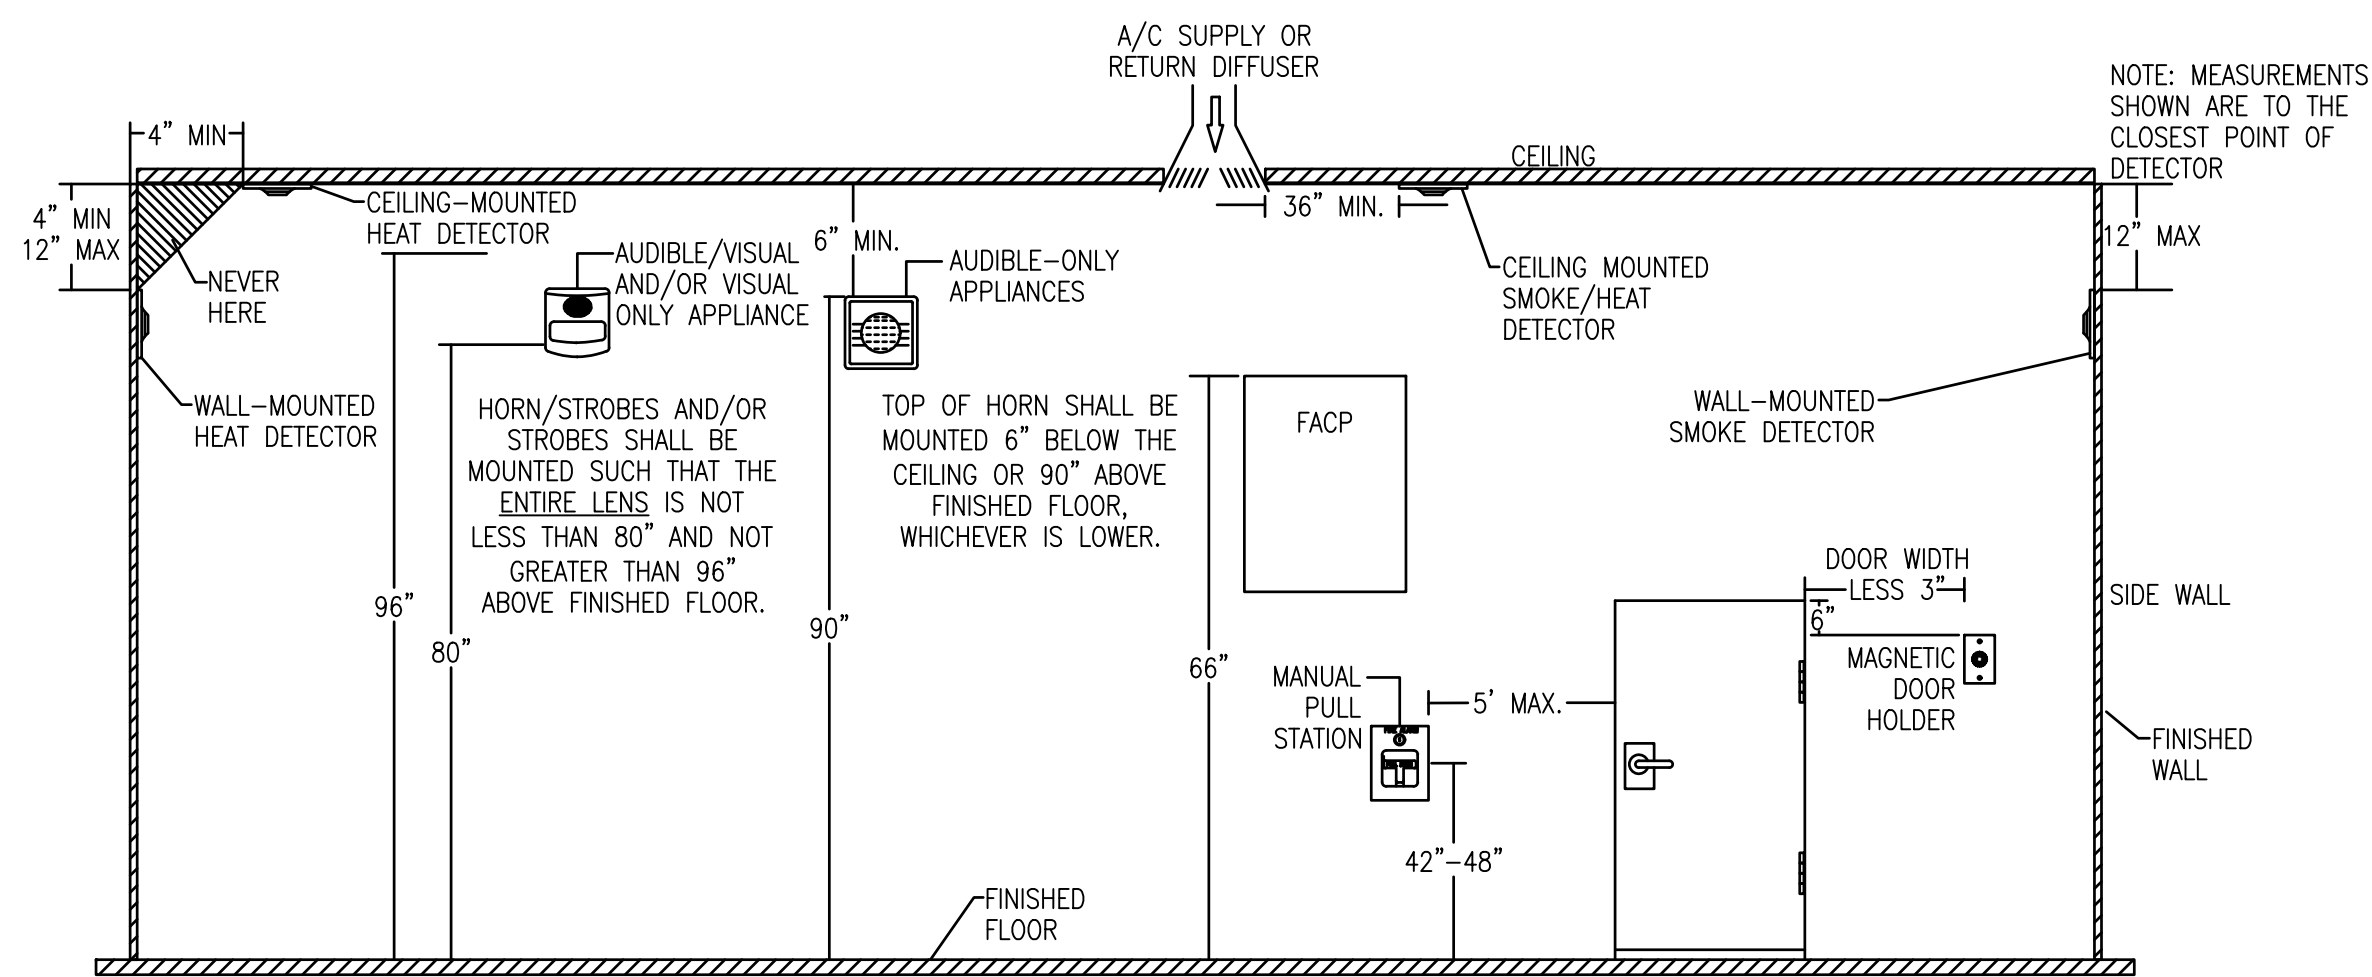 A/C SUPPLY OR
RETURN DIFFUSER
NOTE: MEASUREMENTS
SHOWN ARE TO THE
CLOSEST POINT OF
DETECTOR
4” MIN
CEILING
4” MIN
12” MAX
CEILING-MOUNTED
HEAT DETECTOR
NEVER
HERE
AUDIBLE/VISUAL
AND/OR VISUAL
ONLY APPLIANCE
6” MIN.
AUDIBLE-ONLY
APPLIANCES
36” MIN.
CEILING MOUNTED
SMOKE/HEAT
DETECTOR
12” MAX
WALL-MOUNTED
HEAT DETECTOR
HORN/STROBES AND/OR
STROBES SHALL BE
MOUNTED SUCH THAT THE
ENTIRE LENS IS NOT
LESS THAN 80” AND NOT
GREATER THAN 96”
ABOVE FINISHED FLOOR.
TOP OF HORN SHALL BE
MOUNTED 6” BELOW THE
CEILING OR 90” ABOVE
FINISHED FLOOR,
WHICHEVER IS LOWER.
FACP
WALL-MOUNTED
SMOKE DETECTOR
96”
80”
90”
66”
DOOR WIDTH
LESS 3”
6”
SIDE WALL
MANUAL
PULL
STATION
5’ MAX.
MAGNETIC
DOOR
HOLDER
FINISHED
WALL
42”-48”
FINISHED
FLOOR